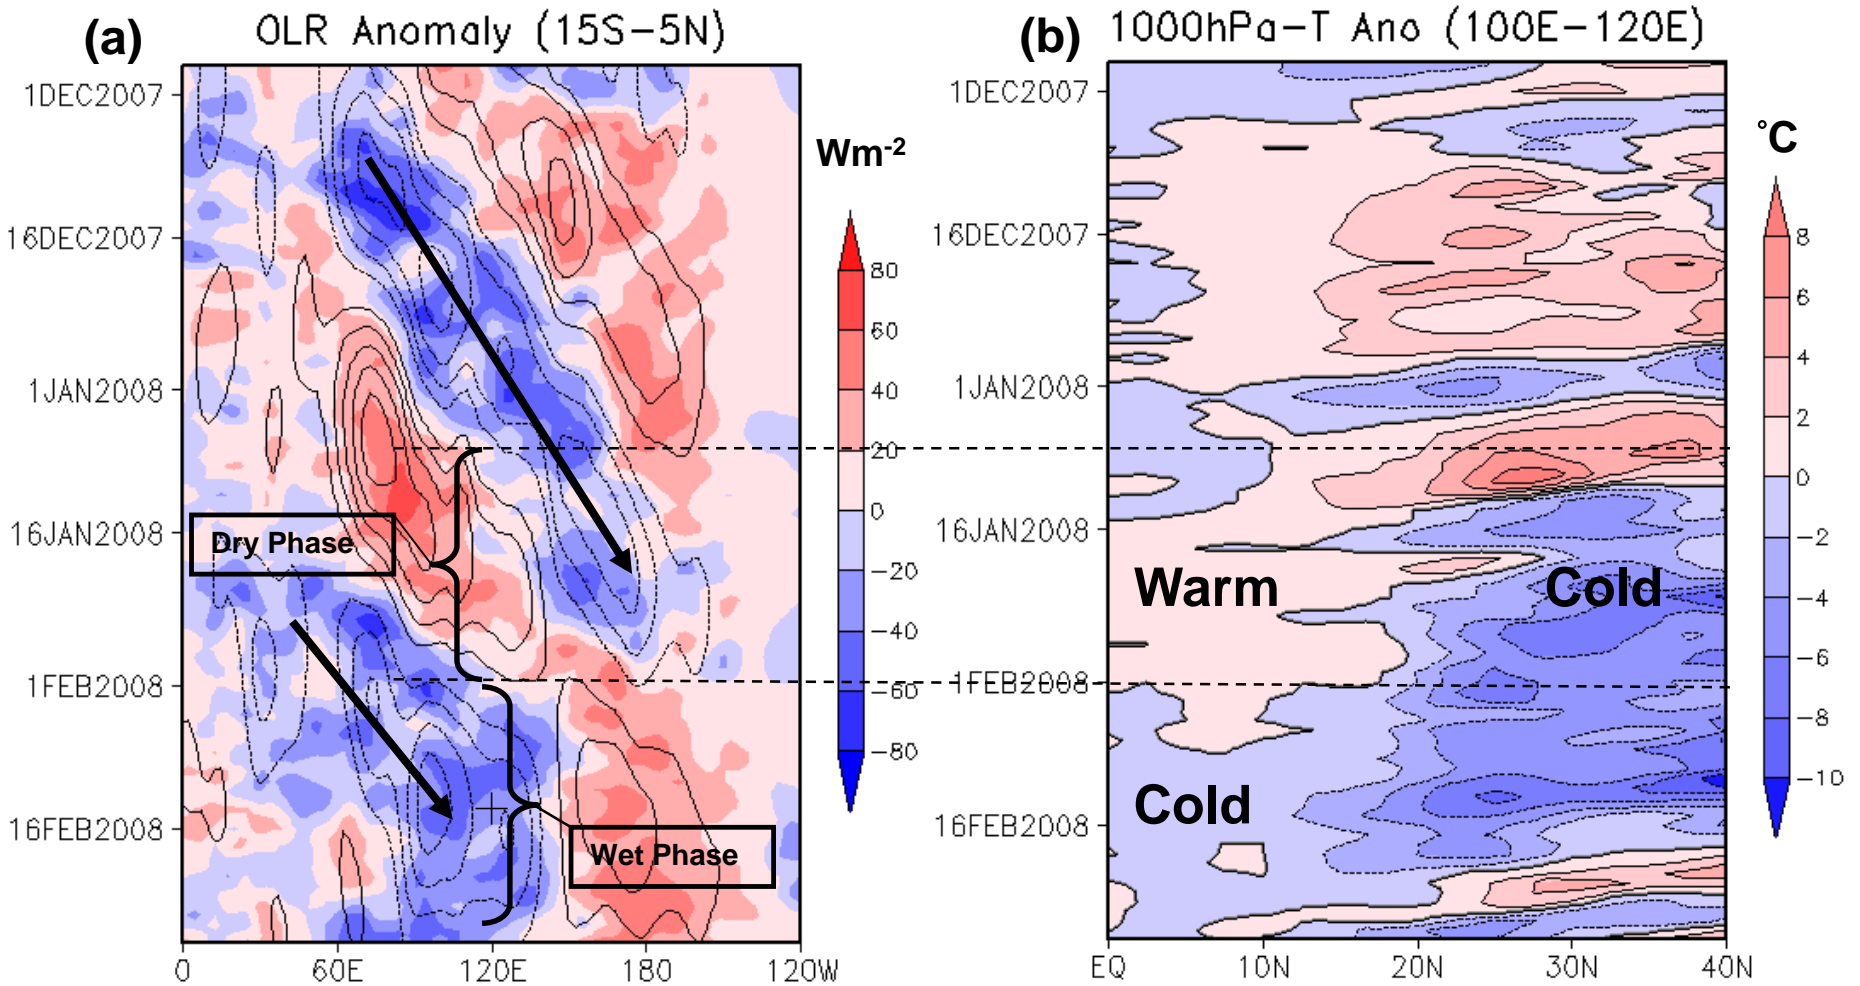 (a) OLR Anomaly (15S-5N)
1DEC2007
16DEC2007
1JAN2008
16JAN2008
1FEB2008
16FEB2008
0 60E 120E 180 120W
Dry Phase
Wet Phase
Wm-2
80
60
40
20
0
-20
-40
-60
-80
(b) 1000hPa-T Ano (100E-120E)
1DEC2007
16DEC2007
1JAN2008
16JAN2008
1FEB2008
16FEB2008
EQ 10N 20N 30N 40N
Warm Cold
Cold
°C
8
6
4
2
0
-2
-4
-6
-8
-10